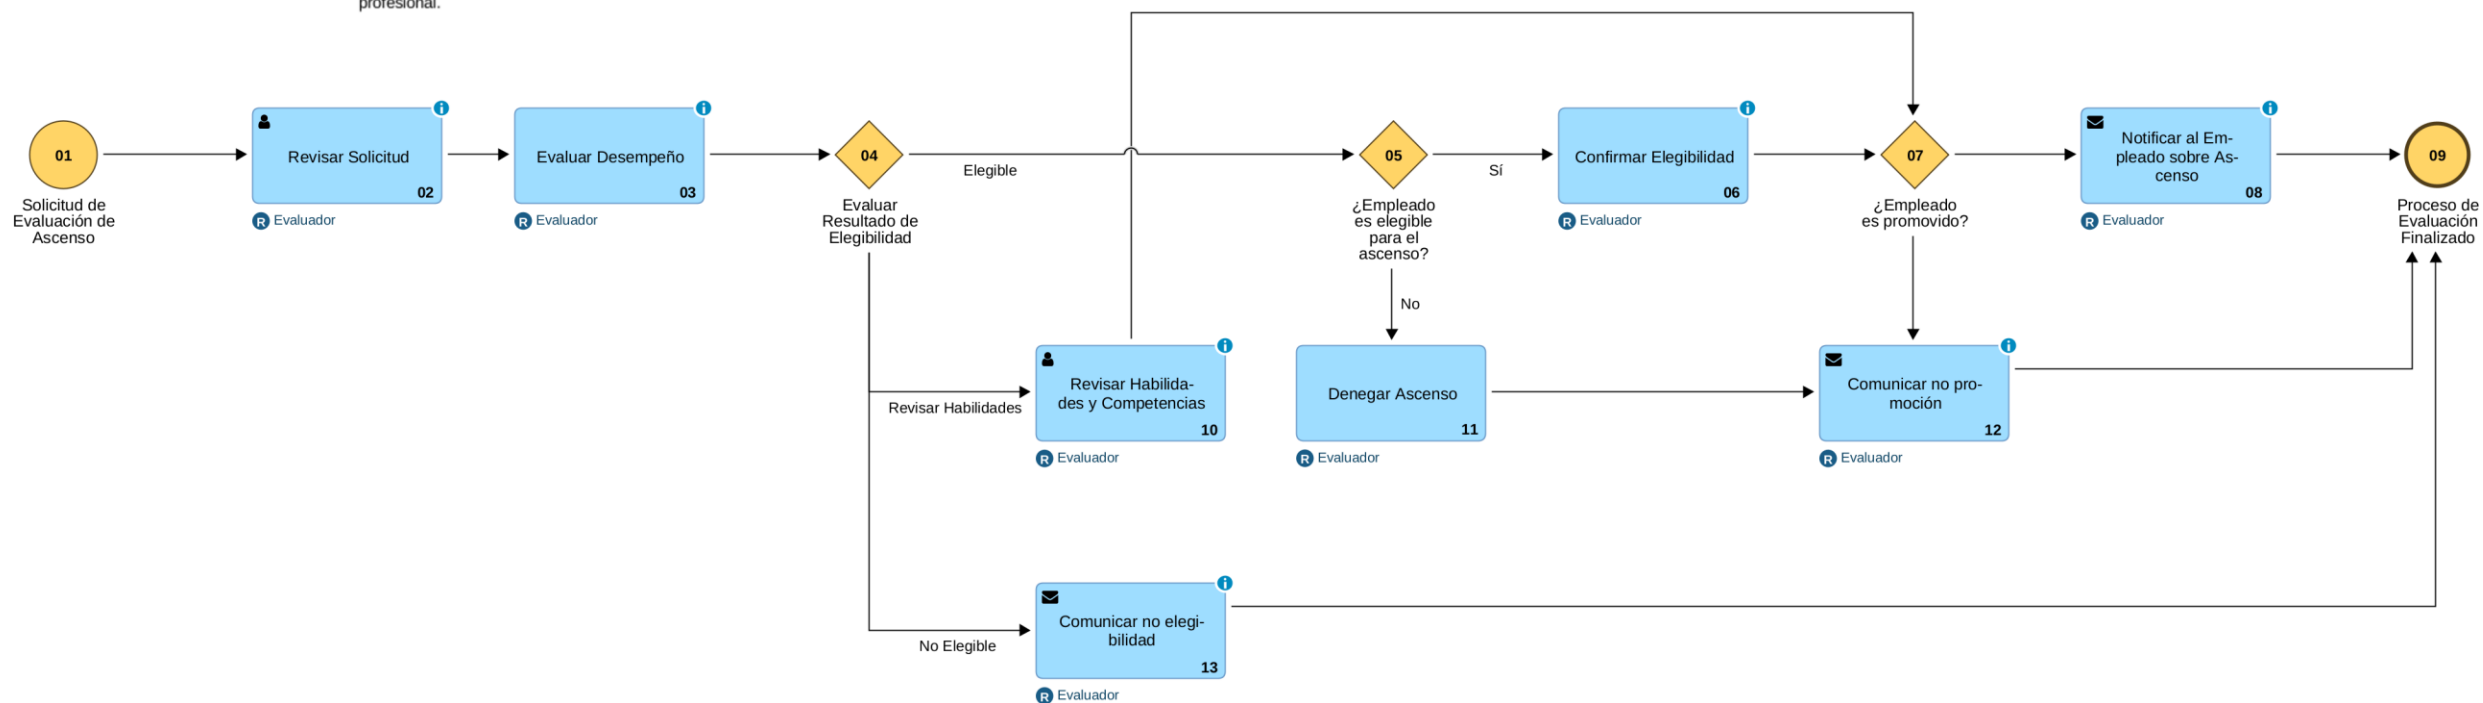 profesional.
01
Solicitud de
Evaluación de
Ascenso
Revisar Solicitud
02
R Evaluador
Evaluar Desempeño
03
R Evaluador
04
Evaluar
Resultado de
Elegibilidad
Elegible
05
¿Empleado
es elegible
para el
ascenso?
Sí
No
Confirmar Elegibilidad
06
R Evaluador
07
¿Empleado
es promovido?
Notificar al Em-
pleado sobre As-
censo
08
R Evaluador
09
Proceso de
Evaluación
Finalizado
Revisar Habilidades
Revisar Habilida-
des y Competencias
10
R Evaluador
Denegar Ascenso
11
R Evaluador
Comunicar no pro-
moción
12
R Evaluador
No Elegible
Comunicar no elegi-
bilidad
13
R Evaluador